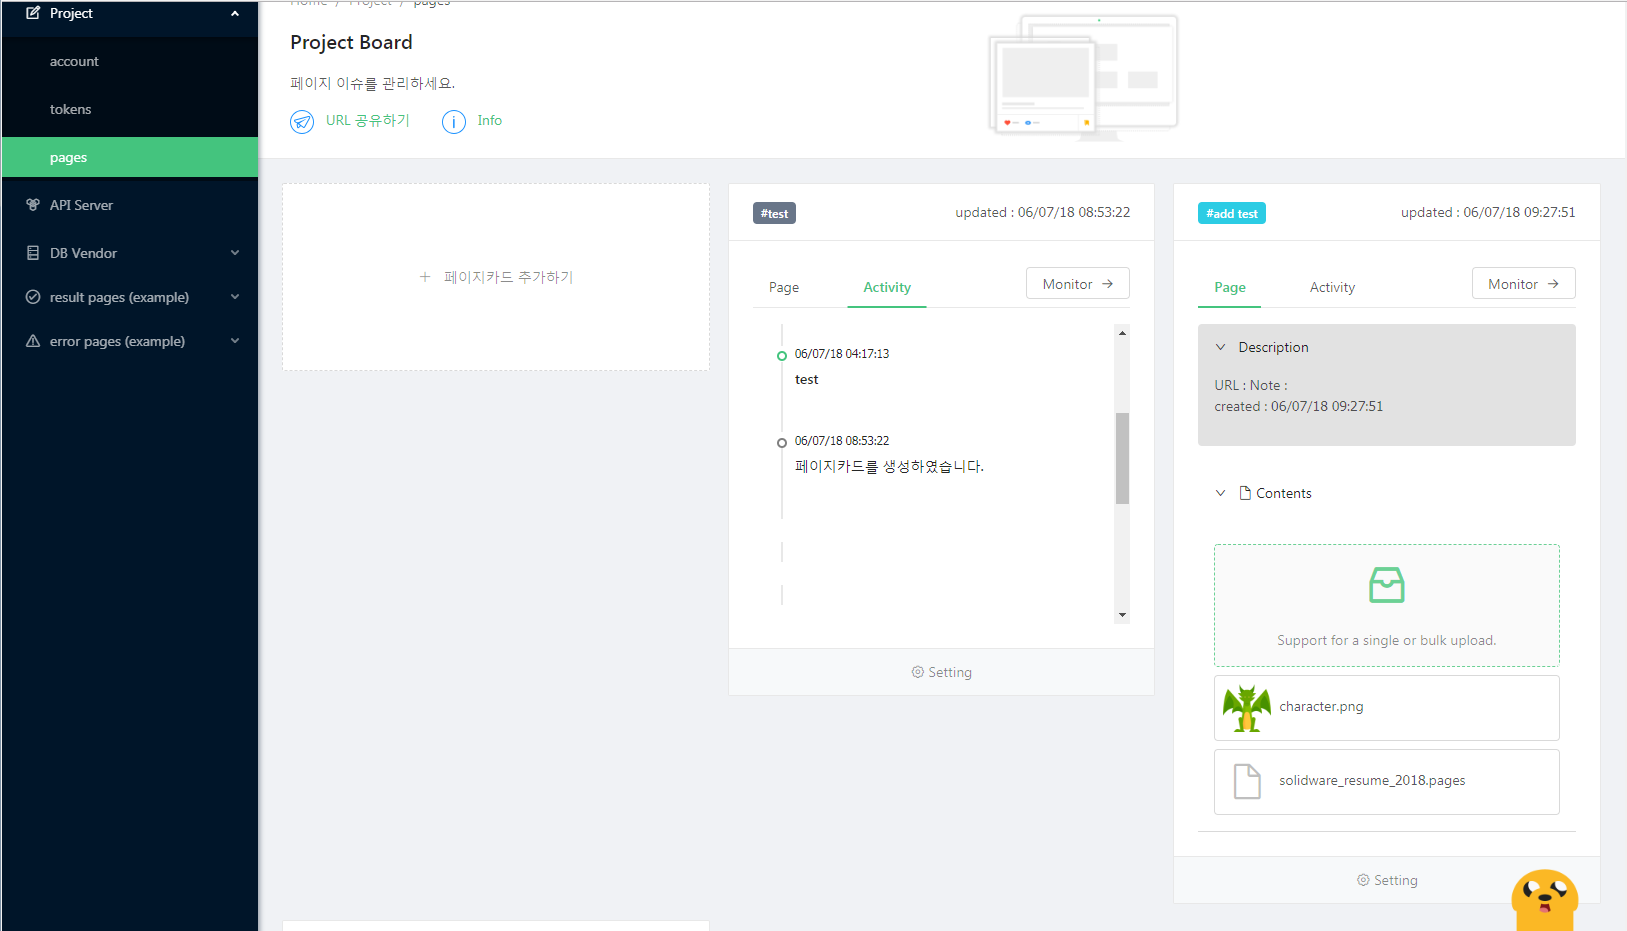 Project
account
tokens
pages
API Server
DB Vendor
result pages (example)
error pages (example)
Home / Project / pages
Project Board
페이지 이슈를 관리하세요.
URL 공유하기
Info
+ 페이지카드 추가하기
#test
updated : 06/07/18 08:53:22
Page
Activity
Monitor →
06/07/18 04:17:13
test
06/07/18 08:53:22
페이지카드를 생성하였습니다.
Setting
#add test
updated : 06/07/18 09:27:51
Page
Activity
Monitor →
Description
URL : Note :
created : 06/07/18 09:27:51
Contents
Support for a single or bulk upload.
character.png
solidware_resume_2018.pages
Setting